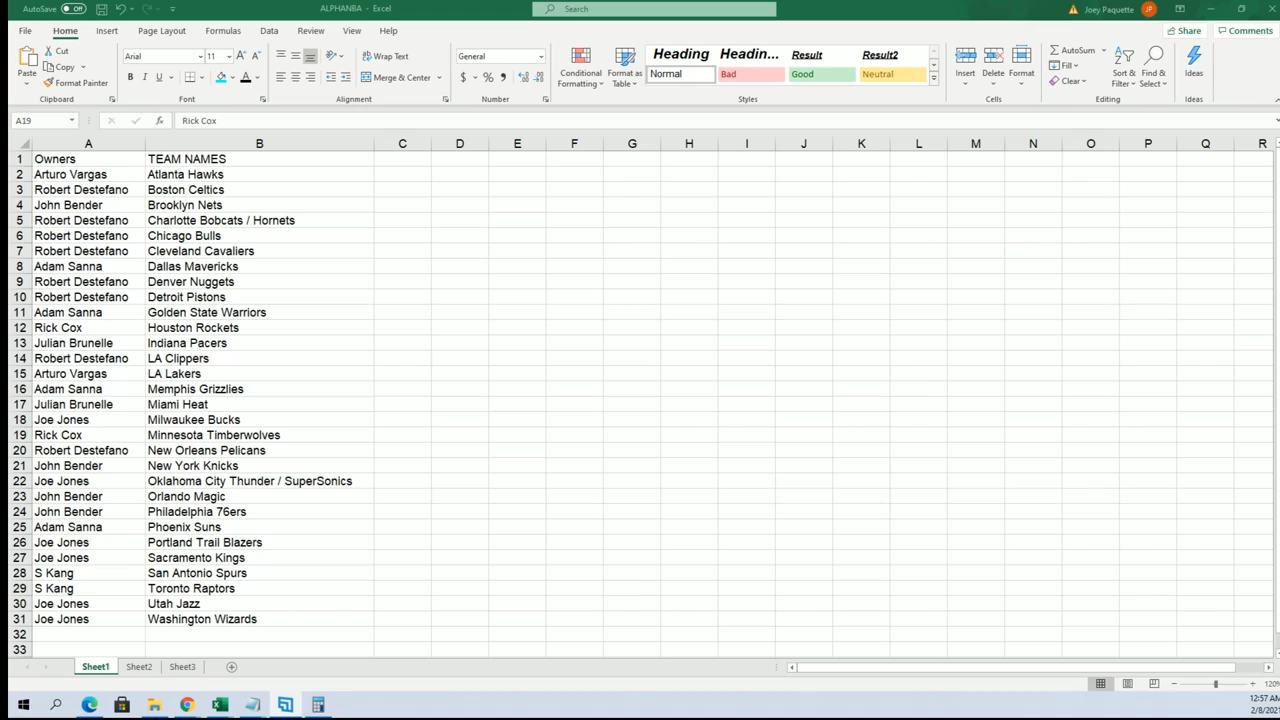 AutoSave Off ALPHANBA - Excel Search Joey Paquette JP
File Home Insert Page Layout Formulas Data Review View Help Share Comments
Paste Cut Copy Format Painter Clipboard
Arial 11 A A B I U A Font
Wrap Text Merge & Center Alignment
General $ % , Number
Conditional Formatting Format as Table
Heading Headin... Result Result2
Normal Bad Good Neutral
Styles
Insert Delete Format Cells
AutoSum Fill Clear Sort & Filter Find & Select Editing
Ideas Ideas
A19 fx Rick Cox
A B C D E F G H I J K L M N O P Q R
1 Owners TEAM NAMES
2 Arturo Vargas Atlanta Hawks
3 Robert Destefano Boston Celtics
4 John Bender Brooklyn Nets
5 Robert Destefano Charlotte Bobcats / Hornets
6 Robert Destefano Chicago Bulls
7 Robert Destefano Cleveland Cavaliers
8 Adam Sanna Dallas Mavericks
9 Robert Destefano Denver Nuggets
10 Robert Destefano Detroit Pistons
11 Adam Sanna Golden State Warriors
12 Rick Cox Houston Rockets
13 Julian Brunelle Indiana Pacers
14 Robert Destefano LA Clippers
15 Arturo Vargas LA Lakers
16 Adam Sanna Memphis Grizzlies
17 Julian Brunelle Miami Heat
18 Joe Jones Milwaukee Bucks
19 Rick Cox Minnesota Timberwolves
20 Robert Destefano New Orleans Pelicans
21 John Bender New York Knicks
22 Joe Jones Oklahoma City Thunder / SuperSonics
23 John Bender Orlando Magic
24 John Bender Philadelphia 76ers
25 Adam Sanna Phoenix Suns
26 Joe Jones Portland Trail Blazers
27 Joe Jones Sacramento Kings
28 S Kang San Antonio Spurs
29 S Kang Toronto Raptors
30 Joe Jones Utah Jazz
31 Joe Jones Washington Wizards
32
33
Sheet1 Sheet2 Sheet3
120%
12:57 AM
2/8/2021